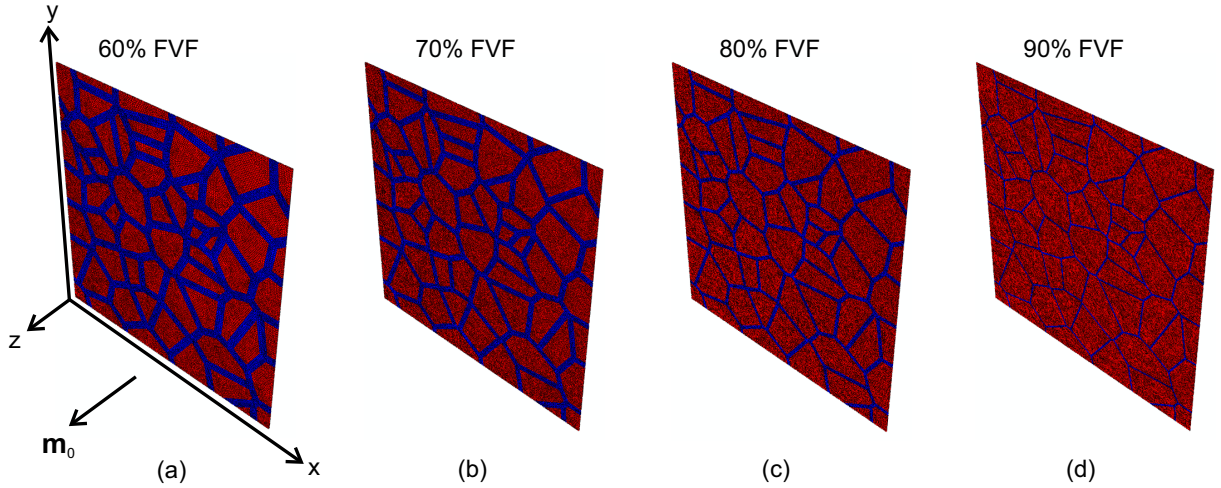 y
60% FVF
70% FVF
80% FVF
90% FVF
z
m₀
x
(a)
(b)
(c)
(d)